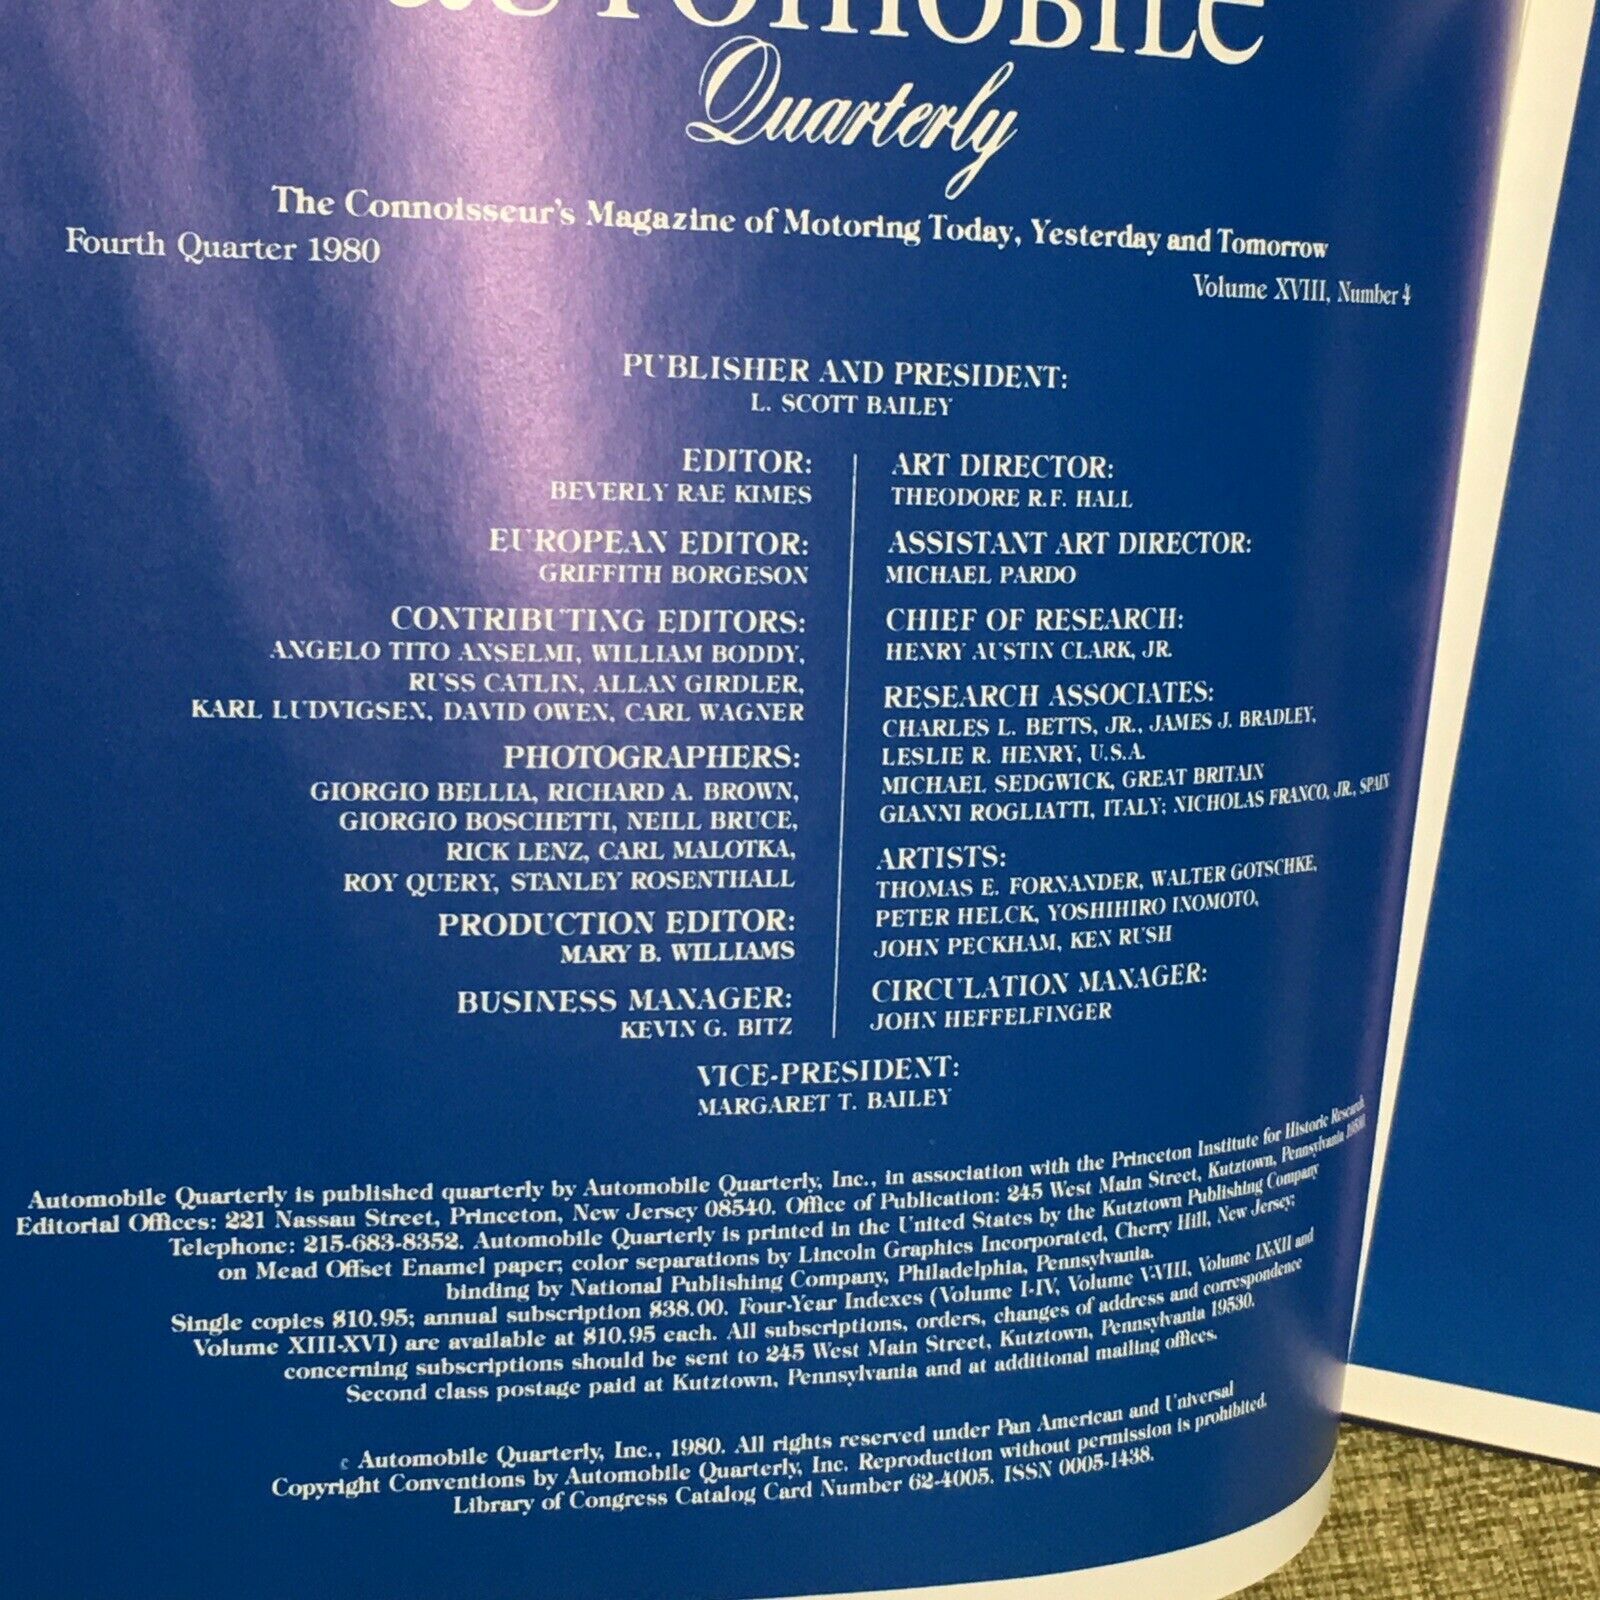 AUTOMOBILE
Quarterly
The Connoisseur's Magazine of Motoring Today, Yesterday and Tomorrow
Fourth Quarter 1980
Volume XVIII, Number 4
PUBLISHER AND PRESIDENT:
L. SCOTT BAILEY
EDITOR:
BEVERLY RAE KIMES
EUROPEAN EDITOR:
GRIFFITH BORGESON
CONTRIBUTING EDITORS:
ANGELO TITO ANSELMI, WILLIAM BODDY,
RUSS CATLIN, ALLAN GIRDLER,
KARL LUDVIGSEN, DAVID OWEN, CARL WAGNER
PHOTOGRAPHERS:
GIORGIO BELLIA, RICHARD A. BROWN,
GIORGIO BOSCHETTI, NEILL BRUCE,
RICK LENZ, CARL MALOTKA,
ROY QUERY, STANLEY ROSENTHALL
PRODUCTION EDITOR:
MARY B. WILLIAMS
BUSINESS MANAGER:
KEVIN G. BITZ
ART DIRECTOR:
THEODORE R.F. HALL
ASSISTANT ART DIRECTOR:
MICHAEL PARDO
CHIEF OF RESEARCH:
HENRY AUSTIN CLARK, JR.
RESEARCH ASSOCIATES:
CHARLES L. BETTS, JR., JAMES J. BRADLEY,
LESLIE R. HENRY, U.S.A.
MICHAEL SEDGWICK, GREAT BRITAIN
GIANNI ROGLIATTI, ITALY; NICHOLAS FRANCO, JR., SPAIN
ARTISTS:
THOMAS E. FORNANDER, WALTER GOTSCHKE,
PETER HELCK, YOSHIHIRO INOMOTO,
JOHN PECKHAM, KEN RUSH
CIRCULATION MANAGER:
JOHN HEFFELFINGER
VICE-PRESIDENT:
MARGARET T. BAILEY
Automobile Quarterly is published quarterly by Automobile Quarterly, Inc., in association with the Princeton Institute for Historic Research.
Editorial Offices: 221 Nassau Street, Princeton, New Jersey 08540. Office of Publication: 245 West Main Street, Kutztown, Pennsylvania 19530.
Telephone: 215-683-8352. Automobile Quarterly is printed in the United States by the Kutztown Publishing Company
on Mead Offset Enamel paper; color separations by Lincoln Graphics Incorporated, Cherry Hill, New Jersey;
binding by National Publishing Company, Philadelphia, Pennsylvania.
Single copies $10.95; annual subscription $38.00. Four-Year Indexes (Volume I-IV, Volume V-VIII, Volume IX-XII and
Volume XIII-XVI) are available at $10.95 each. All subscriptions, orders, changes of address and correspondence
concerning subscriptions should be sent to 245 West Main Street, Kutztown, Pennsylvania 19530.
Second class postage paid at Kutztown, Pennsylvania and at additional mailing offices.
c Automobile Quarterly, Inc., 1980. All rights reserved under Pan American and Universal
Copyright Conventions by Automobile Quarterly, Inc. Reproduction without permission is prohibited.
Library of Congress Catalog Card Number 62-4005. ISSN 0005-1438.